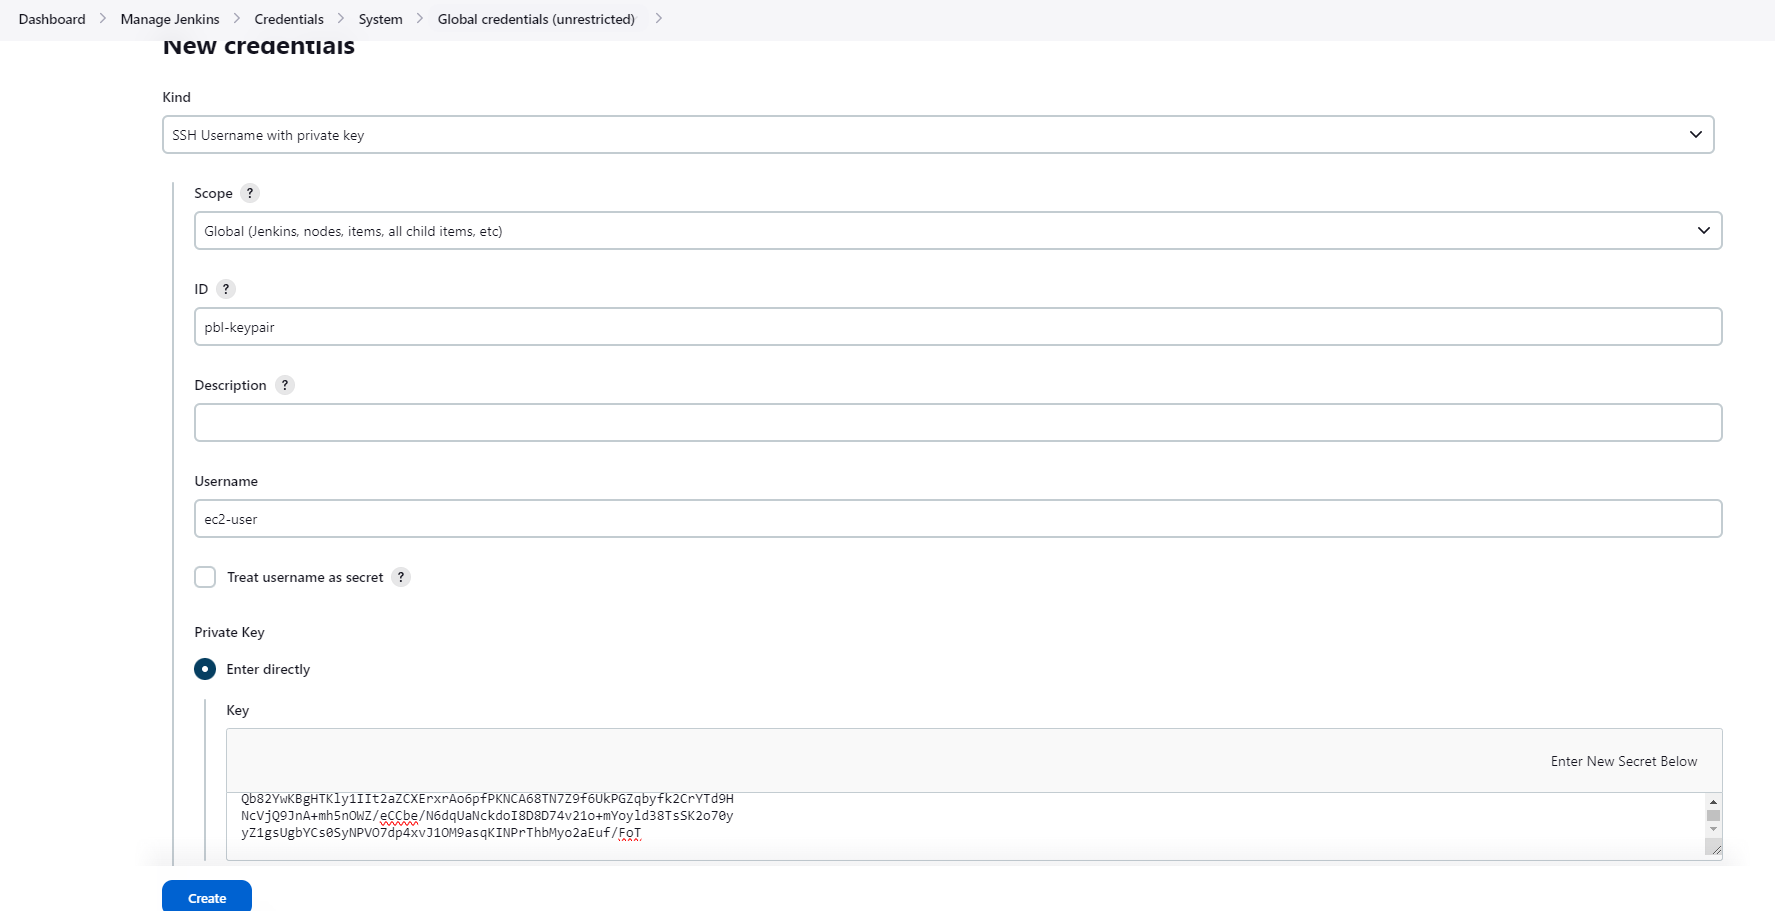 Dashboard > Manage Jenkins > Credentials > System > Global credentials (unrestricted) >
New credentials
Kind
SSH Username with private key
Scope ?
Global (Jenkins, nodes, items, all child items, etc)
ID ?
pbl-keypair
Description ?
Username
ec2-user
Treat username as secret ?
Private Key
Enter directly
Key
Enter New Secret Below
Qb82YwKBgHTKly1IIt2aZCXErxrAo6pfPKNCA68TN7Z9f6UkPGZqbyfk2CrYTd9H
NcVjQ9JnA+mh5nOWZ/eCCbe/N6dqUaNckdoI8D8D74v21o+mYoyld38TsSK2o70y
yZ1gsUgbYCs0SyNPVO7dp4xvJ1OM9asqKINPrThbMyo2aEuf/FoT
Create